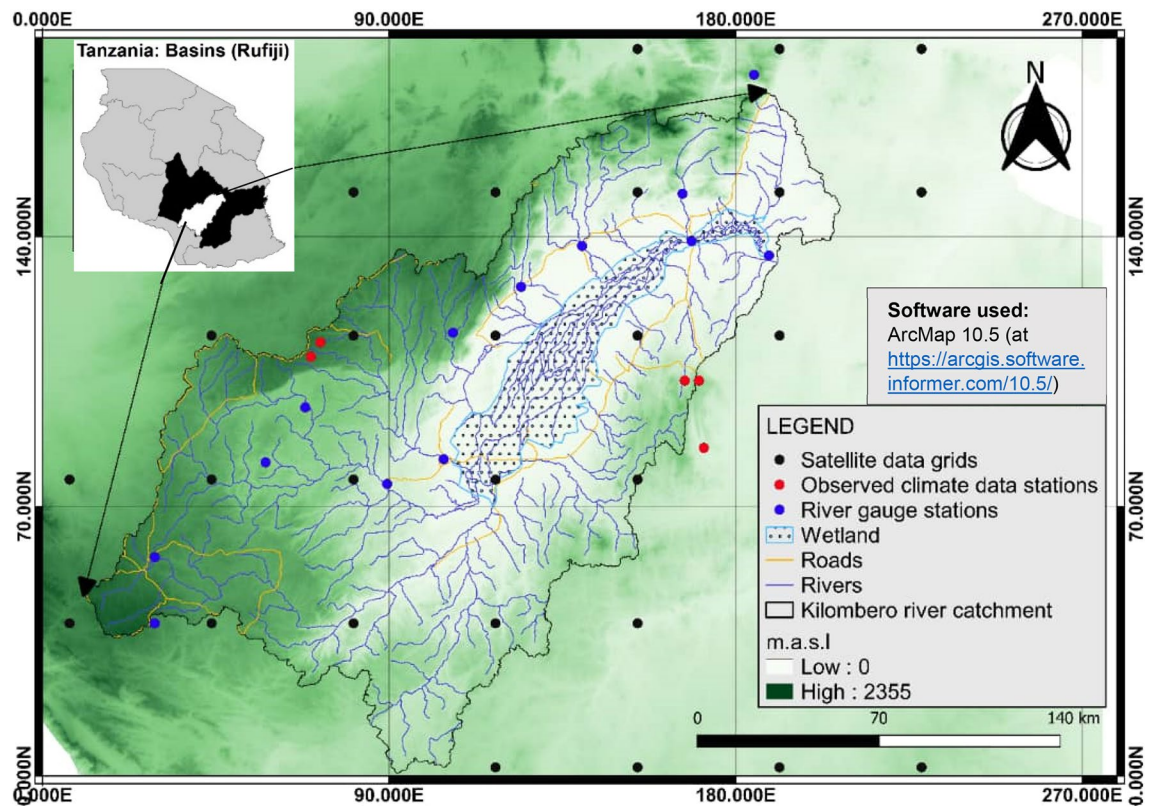 0.000E
90.000E
180.000E
270.000E
Tanzania: Basins (Rufiji)
N
140.000N
140.000N
Software used:
ArcMap 10.5 (at
https://arcgis.software.
informer.com/10.5/)
LEGEND
Satellite data grids
Observed climate data stations
River gauge stations
Wetland
Roads
Rivers
Kilombero river catchment
m.a.s.l
Low : 0
High : 2355
70.000N
70.000N
0
70
140 km
0.000N
0.000N
0.000E
90.000E
180.000E
270.000E